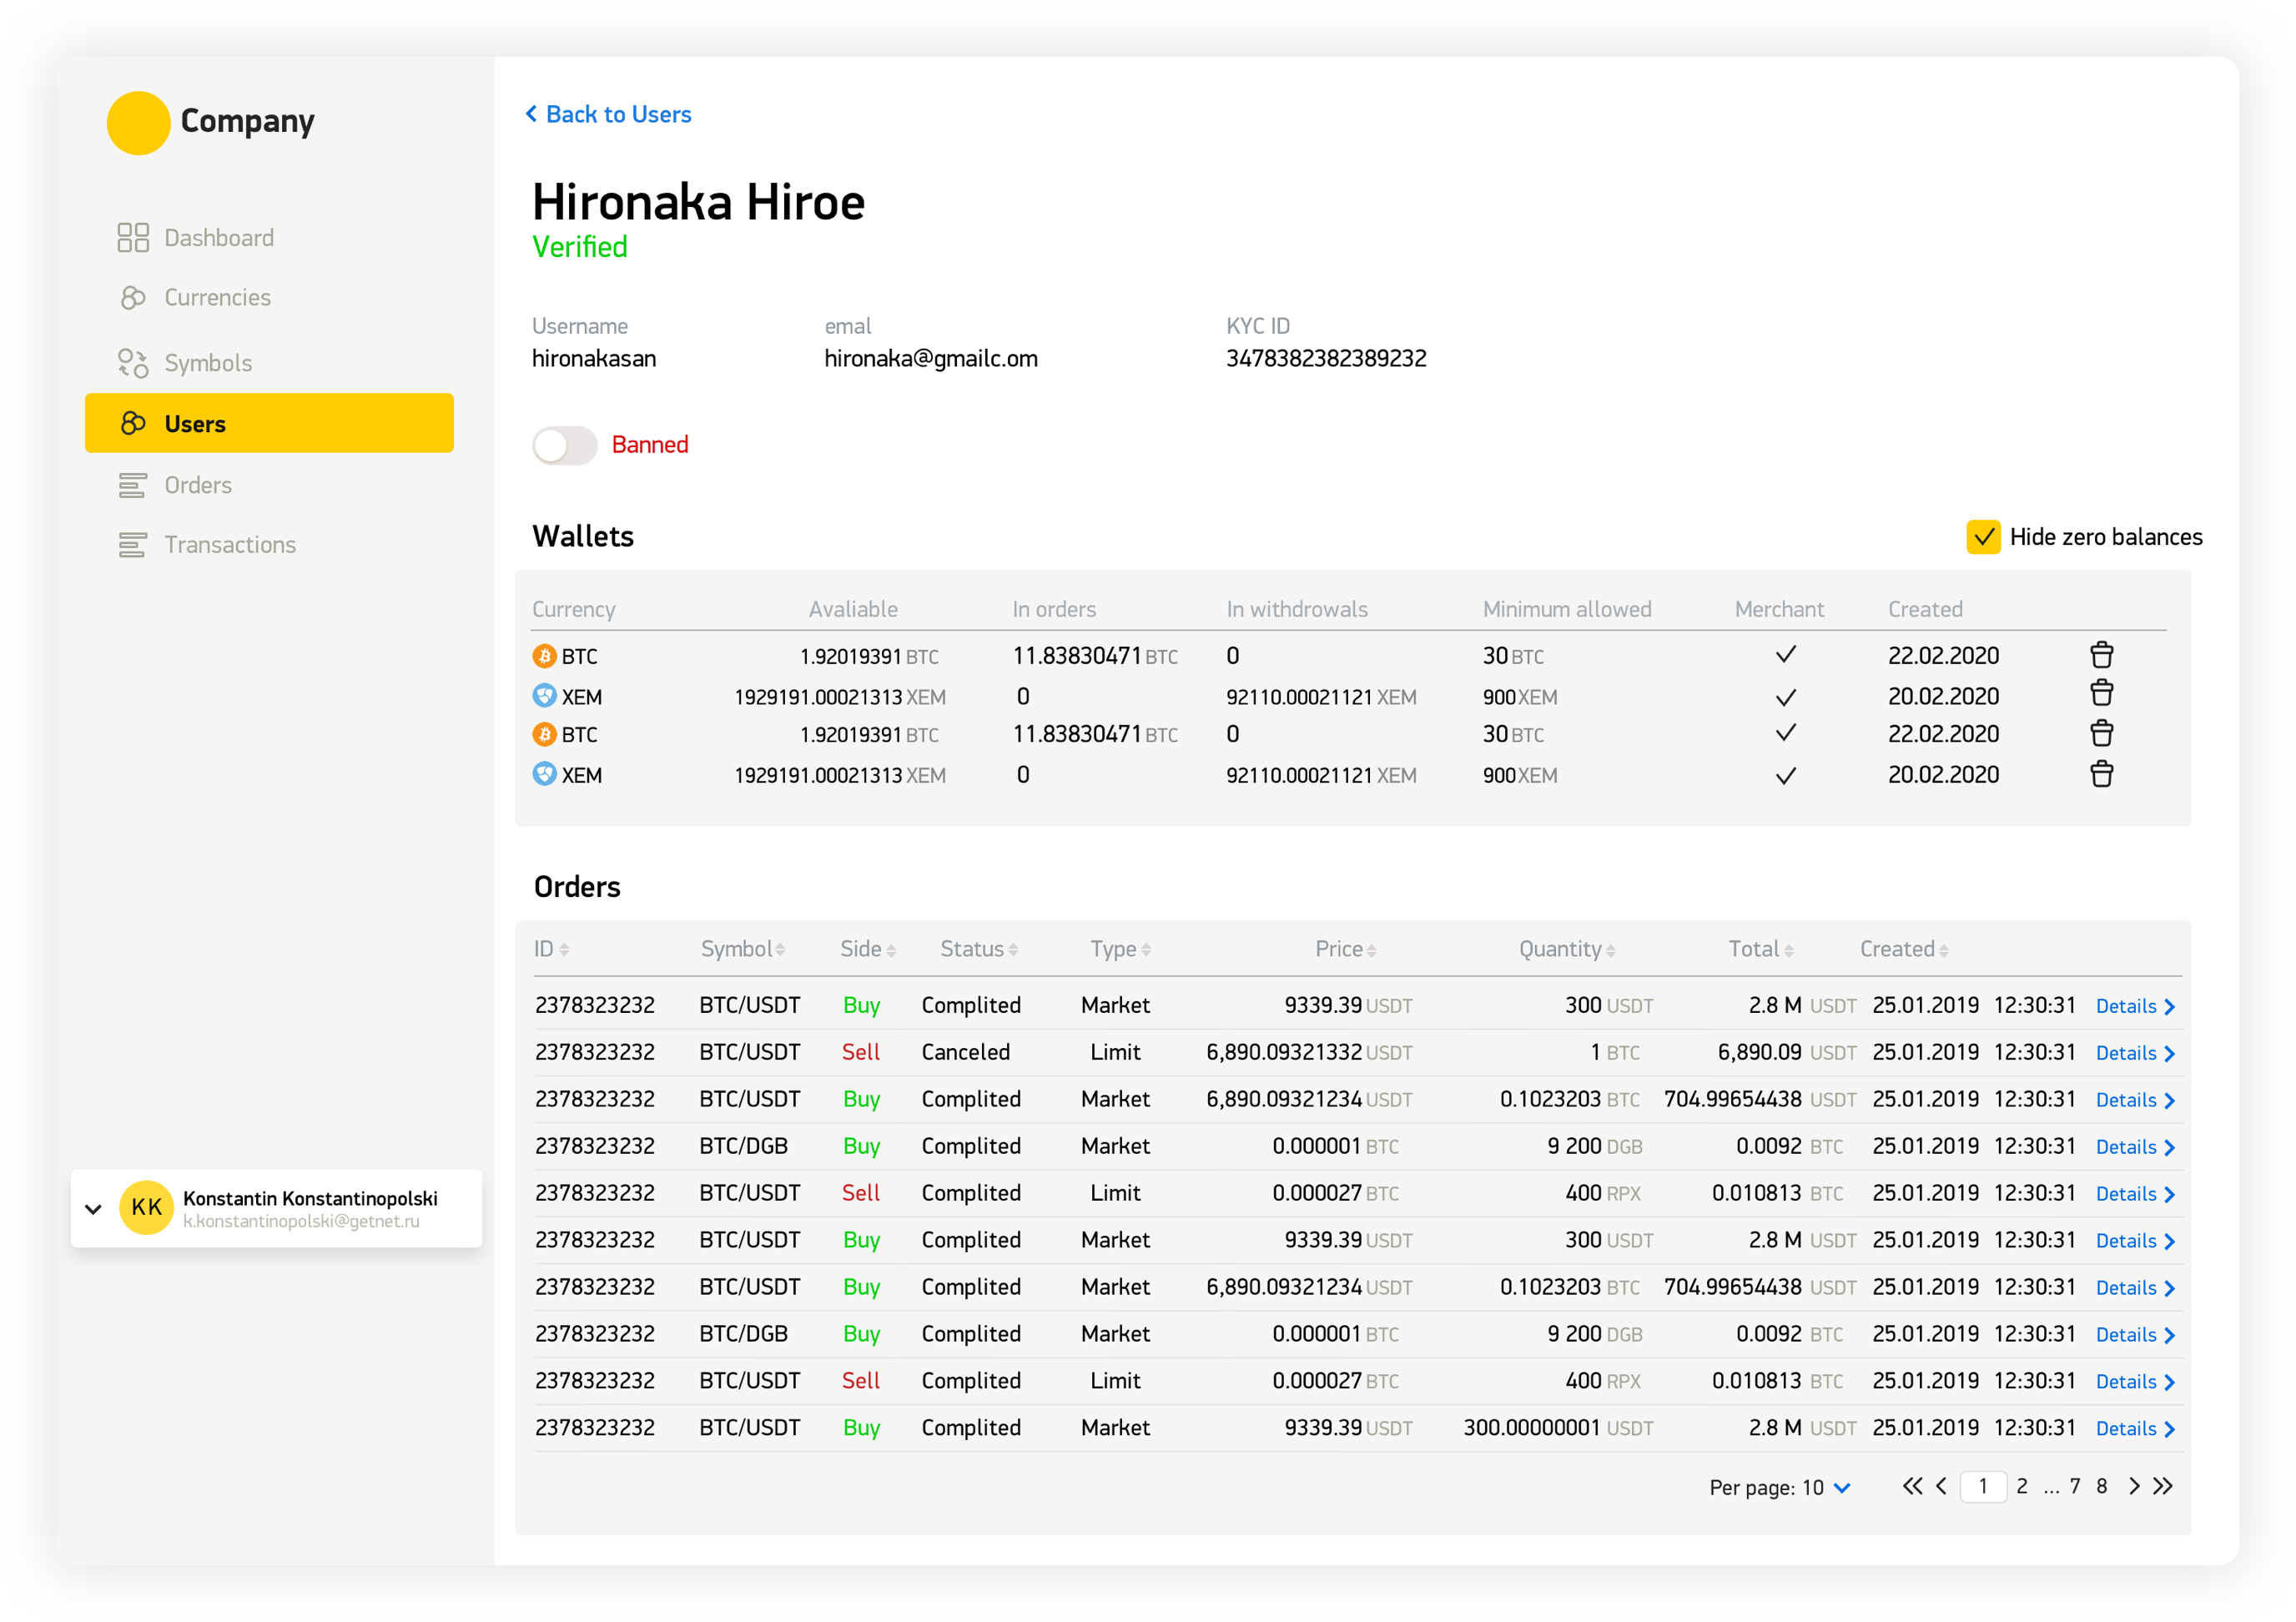 Company
Dashboard
Currencies
Symbols
Users
Orders
Transactions
KK
Konstantin Konstantinopolski
k.konstantinopolski@getnet.ru
Back to Users
Hironaka Hiroe
Verified
Username emal KYC ID
hironakasan hironaka@gmailc.om 3478382382389232
Banned
Wallets Hide zero balances
Currency Avaliable In orders In withdrowals Minimum allowed Merchant Created
BTC 1.92019391 BTC 11.83830471 BTC 0 30 BTC 22.02.2020
XEM 1929191.00021313 XEM 0 92110.00021121 XEM 900 XEM 20.02.2020
BTC 1.92019391 BTC 11.83830471 BTC 0 30 BTC 22.02.2020
XEM 1929191.00021313 XEM 0 92110.00021121 XEM 900 XEM 20.02.2020
Orders
ID Symbol Side Status Type Price Quantity Total Created
2378323232 BTC/USDT Buy Complited Market 9339.39 USDT 300 USDT 2.8 M USDT 25.01.2019 12:30:31 Details
2378323232 BTC/USDT Sell Canceled Limit 6,890.09321332 USDT 1 BTC 6,890.09 USDT 25.01.2019 12:30:31 Details
2378323232 BTC/USDT Buy Complited Market 6,890.09321234 USDT 0.1023203 BTC 704.99654438 USDT 25.01.2019 12:30:31 Details
2378323232 BTC/DGB Buy Complited Market 0.000001 BTC 9 200 DGB 0.0092 BTC 25.01.2019 12:30:31 Details
2378323232 BTC/USDT Sell Complited Limit 0.000027 BTC 400 RPX 0.010813 BTC 25.01.2019 12:30:31 Details
2378323232 BTC/USDT Buy Complited Market 9339.39 USDT 300 USDT 2.8 M USDT 25.01.2019 12:30:31 Details
2378323232 BTC/USDT Buy Complited Market 6,890.09321234 USDT 0.1023203 BTC 704.99654438 USDT 25.01.2019 12:30:31 Details
2378323232 BTC/DGB Buy Complited Market 0.000001 BTC 9 200 DGB 0.0092 BTC 25.01.2019 12:30:31 Details
2378323232 BTC/USDT Sell Complited Limit 0.000027 BTC 400 RPX 0.010813 BTC 25.01.2019 12:30:31 Details
2378323232 BTC/USDT Buy Complited Market 9339.39 USDT 300.00000001 USDT 2.8 M USDT 25.01.2019 12:30:31 Details
Per page: 10 1 2 ... 7 8